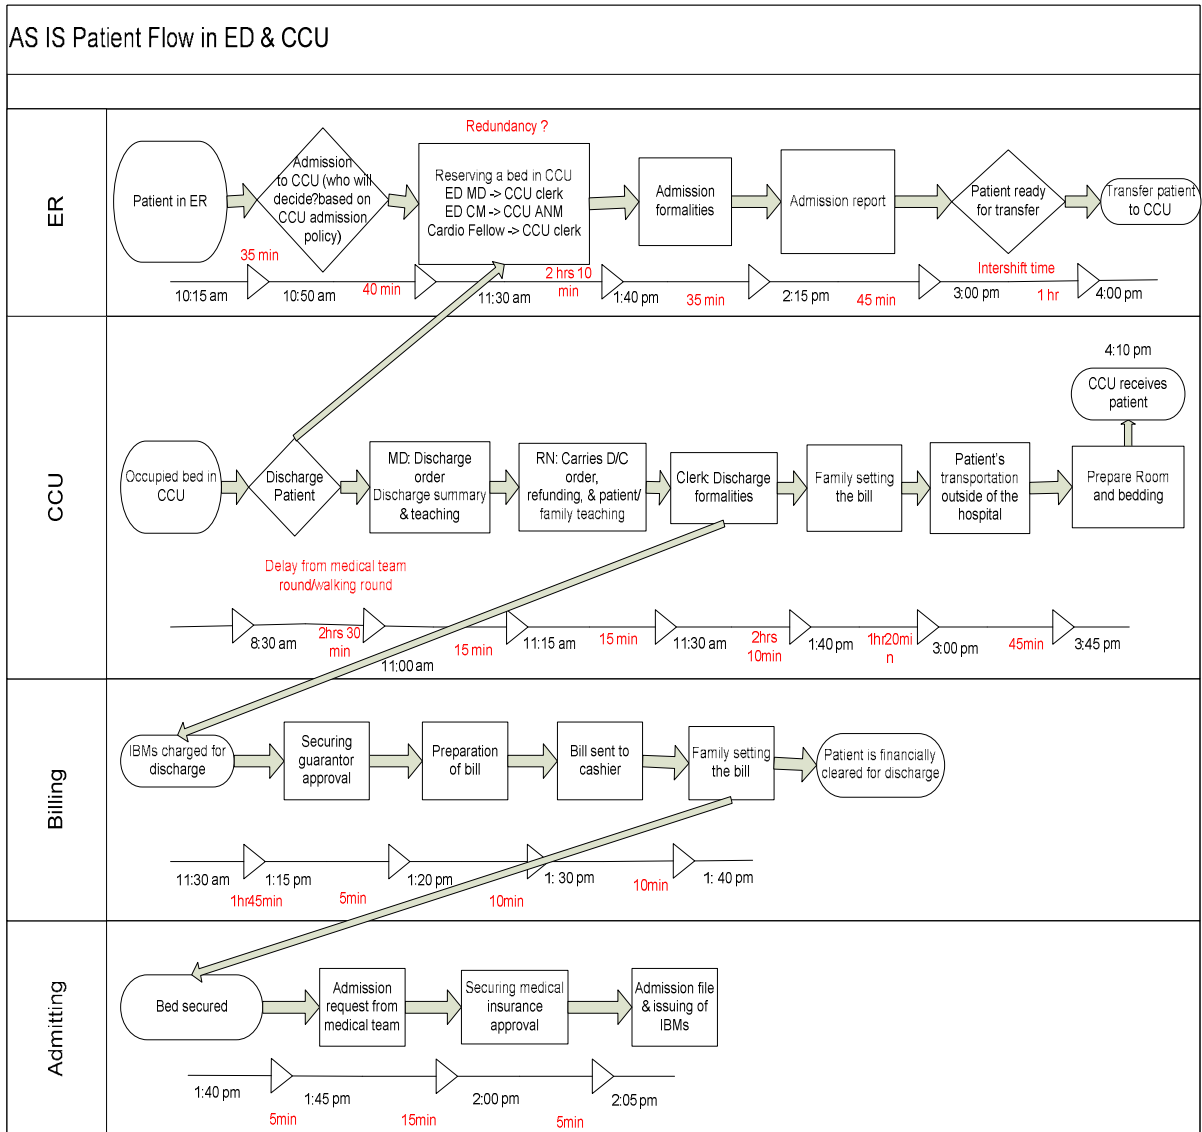 AS IS Patient Flow in ED & CCU
ER
Redundancy ?
Patient in ER
Admission
to CCU (who will
decide?based on
CCU admission
policy)
Reserving a bed in CCU
ED MD -> CCU clerk
ED CM -> CCU ANM
Cardio Fellow -> CCU clerk
Admission
formalities
Admission report
Patient ready
for transfer
Transfer patient
to CCU
35 min
40 min
2 hrs 10
min
35 min
45 min
Intershift time
1 hr
10:15 am
10:50 am
11:30 am
1:40 pm
2:15 pm
3:00 pm
4:00 pm
CCU
4:10 pm
CCU receives
patient
Occupied bed in
CCU
Discharge
Patient
MD: Discharge
order
Discharge summary
& teaching
RN: Carries D/C
order,
refunding, & patient/
family teaching
Clerk: Discharge
formalities
Family setting
the bill
Patient's
transportation
outside of the
hospital
Prepare Room
and bedding
Delay from medical team
round/walking round
8:30 am
2hrs 30
min
11:00 am
15 min
11:15 am
15 min
11:30 am
2hrs
10min
1:40 pm
1hr20mi
n
3:00 pm
45min
3:45 pm
Billing
IBMs charged for
discharge
Securing
guarantor
approval
Preparation
of bill
Bill sent to
cashier
Family setting
the bill
Patient is financially
cleared for discharge
11:30 am
1hr45min
1:15 pm
5min
1:20 pm
10min
1: 30 pm
10min
1: 40 pm
Admitting
Bed secured
Admission
request from
medical team
Securing medical
insurance
approval
Admission file
& issuing of
IBMs
1:40 pm
5min
1:45 pm
15min
2:00 pm
5min
2:05 pm